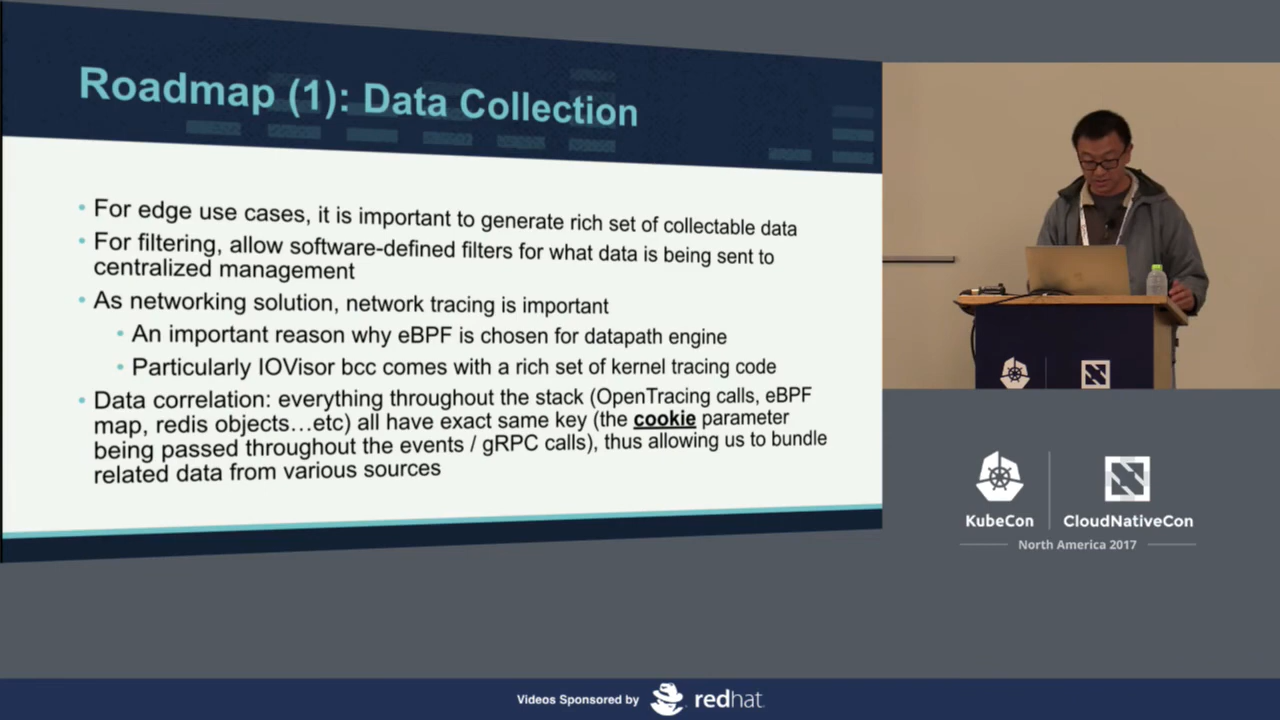 Roadmap (1): Data Collection
• For edge use cases, it is important to generate rich set of collectable data
• For filtering, allow software-defined filters for what data is being sent to
centralized management
• As networking solution, network tracing is important
• An important reason why eBPF is chosen for datapath engine
• Particularly IOVisor bcc comes with a rich set of kernel tracing code
• Data correlation: everything throughout the stack (OpenTracing calls, eBPF
map, redis objects…etc) all have exact same key (the cookie parameter
being passed throughout the events / gRPC calls), thus allowing us to bundle
related data from various sources
KubeCon
CloudNativeCon
North America 2017
Videos Sponsored by
redhat